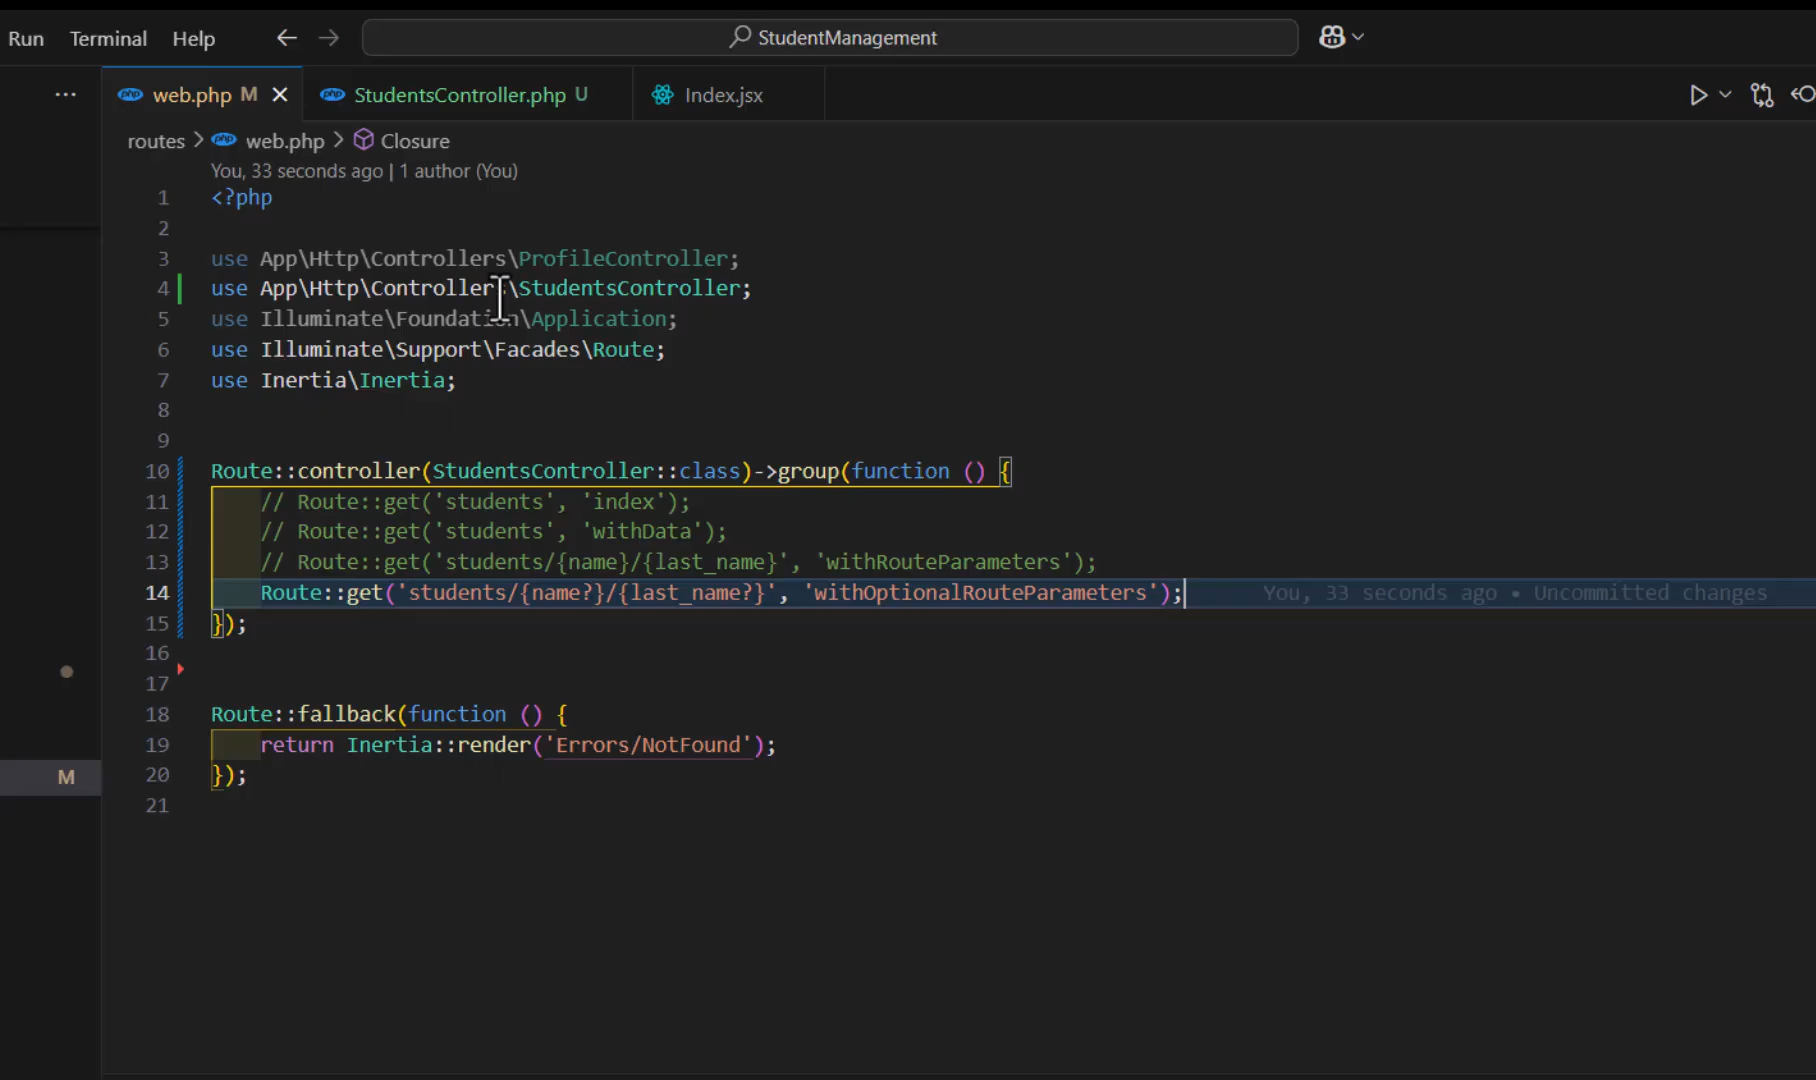 Run Terminal Help StudentManagement
web.php M StudentsController.php U Index.jsx
routes > web.php > Closure
You, 33 seconds ago | 1 author (You)
1 <?php
2
3 use App\Http\Controllers\ProfileController;
4 use App\Http\Controllers\StudentsController;
5 use Illuminate\Foundation\Application;
6 use Illuminate\Support\Facades\Route;
7 use Inertia\Inertia;
8
9
10 Route::controller(StudentsController::class)->group(function () {
11 // Route::get('students', 'index');
12 // Route::get('students', 'withData');
13 // Route::get('students/{name}/{last_name}', 'withRouteParameters');
14 Route::get('students/{name?}/{last_name?}', 'withOptionalRouteParameters'); You, 33 seconds ago • Uncommitted changes
15 });
16
17
18 Route::fallback(function () {
19 return Inertia::render('Errors/NotFound');
M
20 });
21